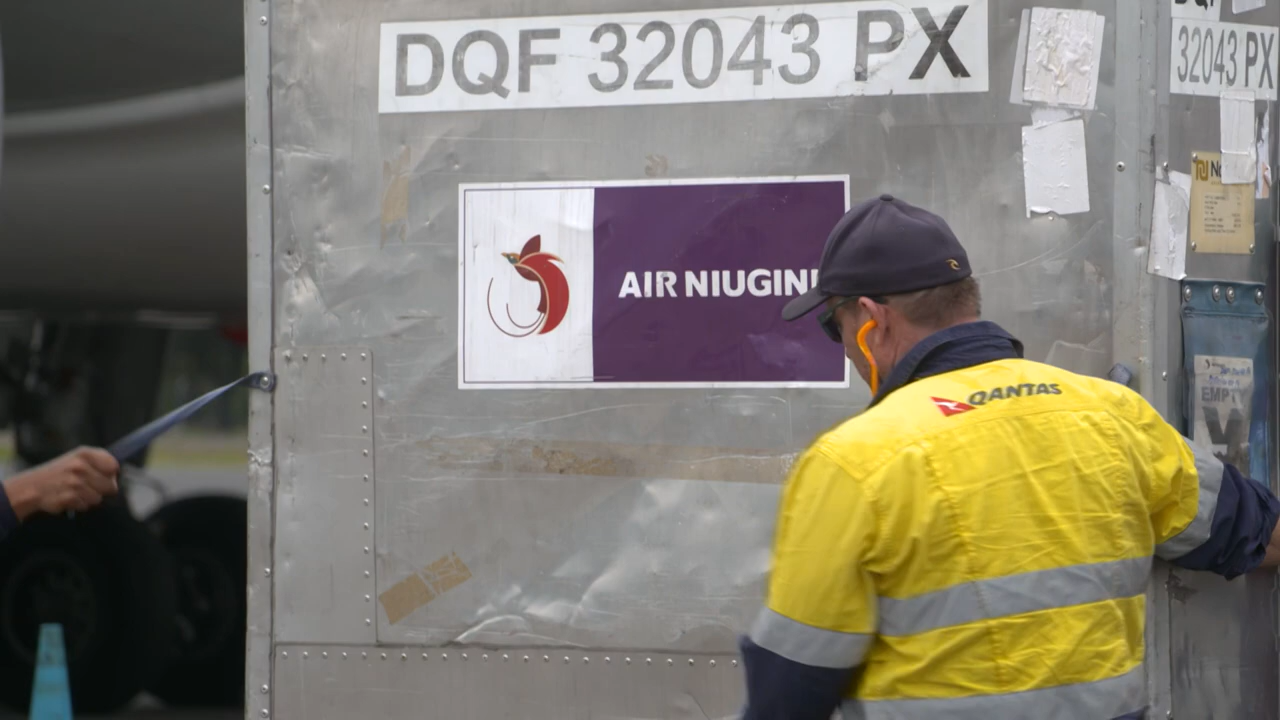 DQF 32043 PX
32043 PX
AIR NIUGINI
QANTAS
EMPTY